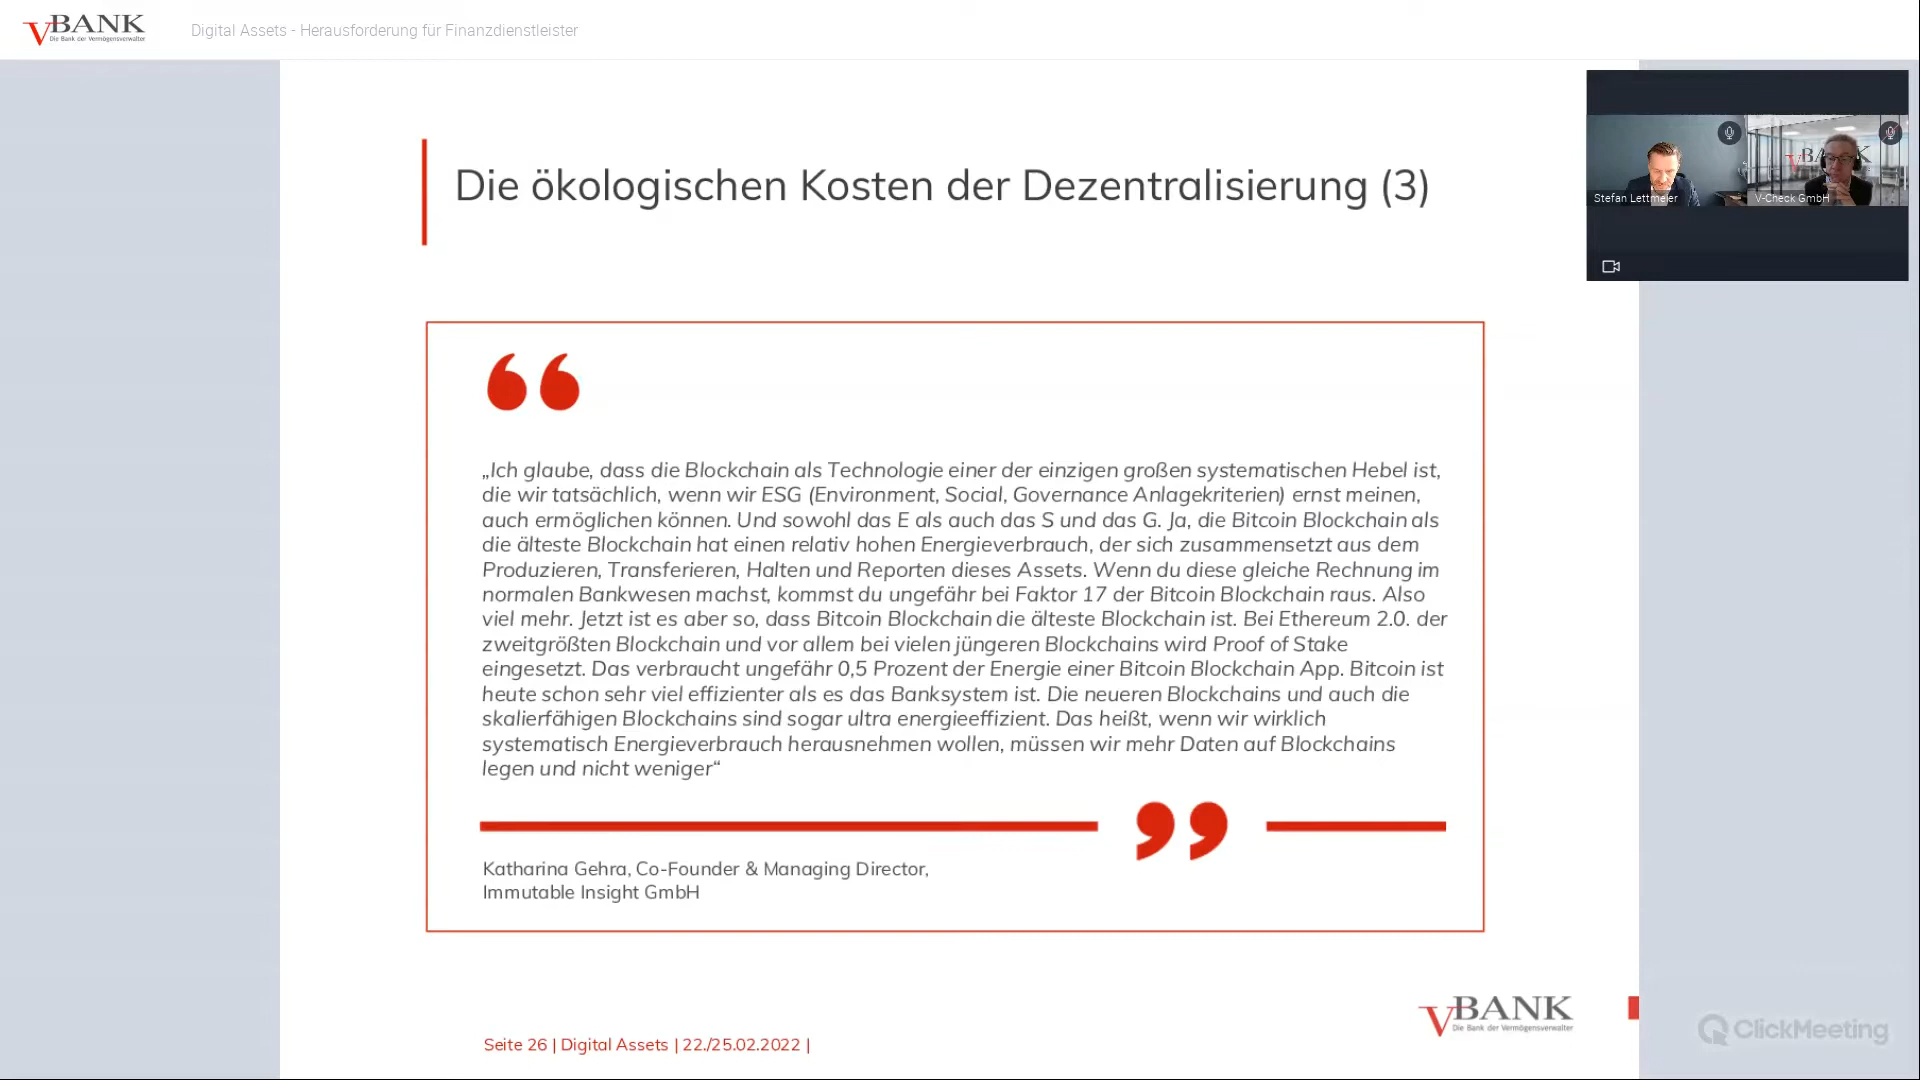 VBANK
Die Bank der Vermögensverwalter
Digital Assets - Herausforderung für Finanzdienstleister
Die ökologischen Kosten der Dezentralisierung (3)
Stefan Lettmeier
V-Check GmbH
„Ich glaube, dass die Blockchain als Technologie einer der einzigen großen systematischen Hebel ist,
die wir tatsächlich, wenn wir ESG (Environment, Social, Governance Anlagekriterien) ernst meinen,
auch ermöglichen können. Und sowohl das E als auch das S und das G. Ja, die Bitcoin Blockchain als
die älteste Blockchain hat einen relativ hohen Energieverbrauch, der sich zusammensetzt aus dem
Produzieren, Transferieren, Halten und Reporten dieses Assets. Wenn du diese gleiche Rechnung im
normalen Bankwesen machst, kommst du ungefähr bei Faktor 17 der Bitcoin Blockchain raus. Also
viel mehr. Jetzt ist es aber so, dass Bitcoin Blockchain die älteste Blockchain ist. Bei Ethereum 2.0. der
zweitgrößten Blockchain und vor allem bei vielen jüngeren Blockchains wird Proof of Stake
eingesetzt. Das verbraucht ungefähr 0,5 Prozent der Energie einer Bitcoin Blockchain App. Bitcoin ist
heute schon sehr viel effizienter als es das Banksystem ist. Die neueren Blockchains und auch die
skalierfähigen Blockchains sind sogar ultra energieeffizient. Das heißt, wenn wir wirklich
systematisch Energieverbrauch herausnehmen wollen, müssen wir mehr Daten auf Blockchains
legen und nicht weniger“
Katharina Gehra, Co-Founder & Managing Director,
Immutable Insight GmbH
VBANK
Die Bank der Vermögensverwalter
Seite 26 | Digital Assets | 22./25.02.2022 |
ClickMeeting